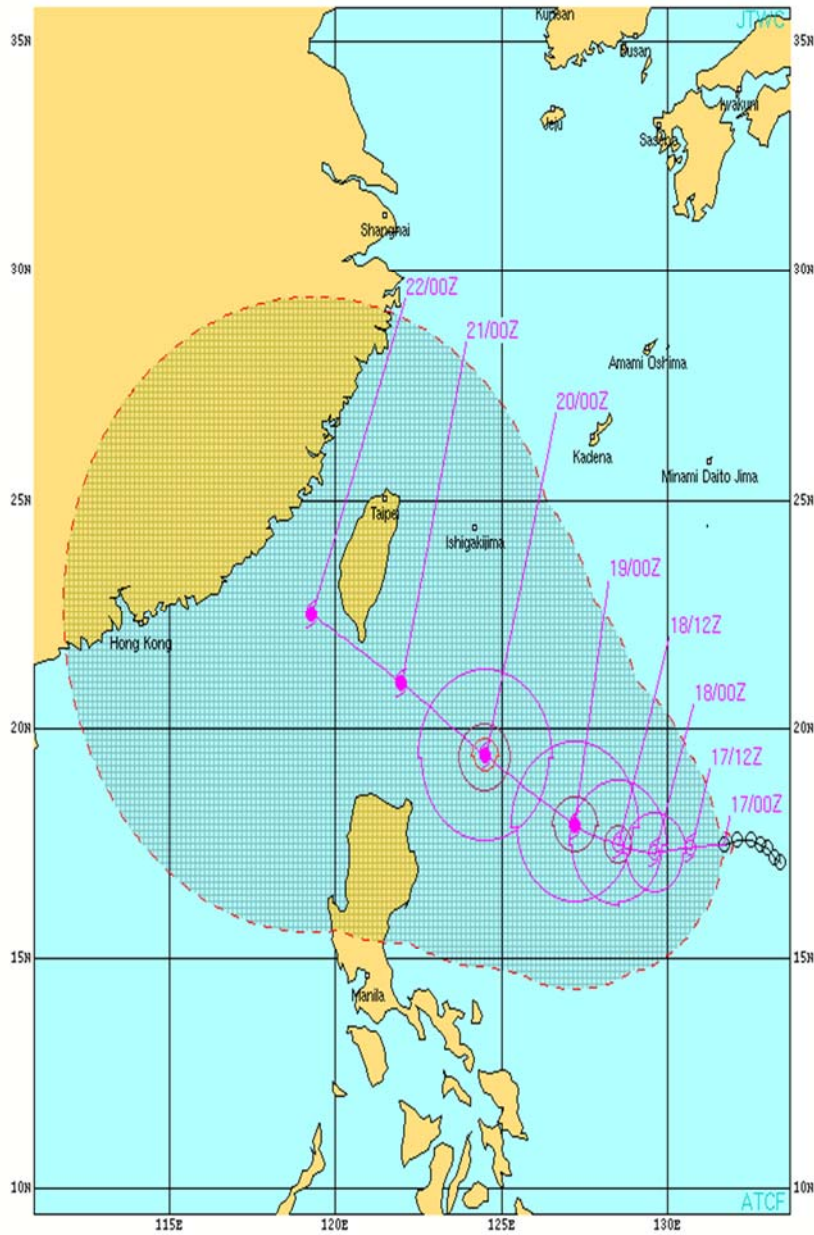 Kunsan
35N
JTWC
35N
Busan
Iwakuni
Jeju
Sasebo
Shanghai
30N
30N
22/00Z
21/00Z
Amami Oshima
20/00Z
Kadena
Minami Daito Jima
25N
25N
Taipei
Ishigakijima
19/00Z
18/12Z
Hong Kong
18/00Z
20N
20N
17/12Z
17/00Z
15N
15N
Manila
10N
10N
ATCF
115E
120E
125E
130E